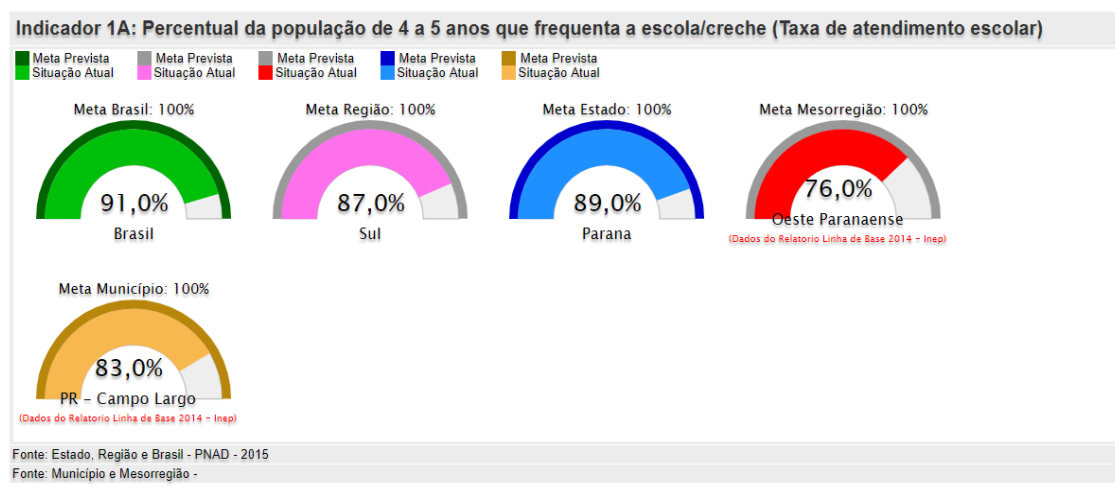 Indicador 1A: Percentual da população de 4 a 5 anos que frequenta a escola/creche (Taxa de atendimento escolar)
Meta Prevista Meta Prevista Meta Prevista Meta Prevista Meta Prevista
Situação Atual Situação Atual Situação Atual Situação Atual Situação Atual
Meta Brasil: 100% Meta Região: 100% Meta Estado: 100% Meta Mesorregião: 100%
91,0% 87,0% 89,0% 76,0%
Brasil Sul Parana Oeste Paranaense
(Dados do Relatorio Linha de Base 2014 - Inep)
Meta Município: 100%
83,0%
PR - Campo Largo
(Dados do Relatorio Linha de Base 2014 - Inep)
Fonte: Estado, Região e Brasil - PNAD - 2015
Fonte: Município e Mesorregião -